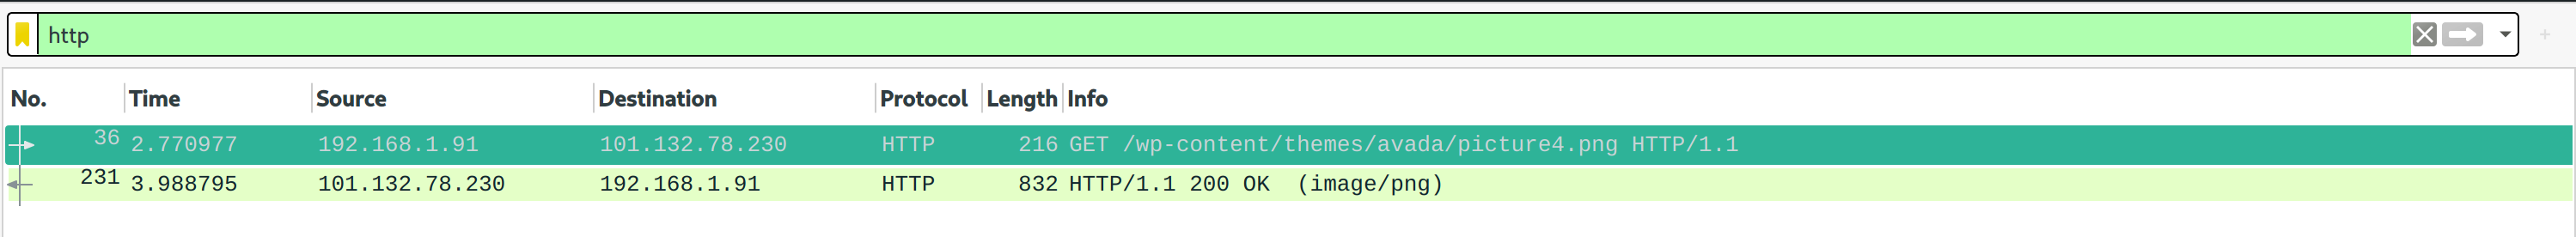 http
No. Time Source Destination Protocol Length Info
36 2.770977 192.168.1.91 101.132.78.230 HTTP 216 GET /wp-content/themes/avada/picture4.png HTTP/1.1
231 3.988795 101.132.78.230 192.168.1.91 HTTP 832 HTTP/1.1 200 OK (image/png)